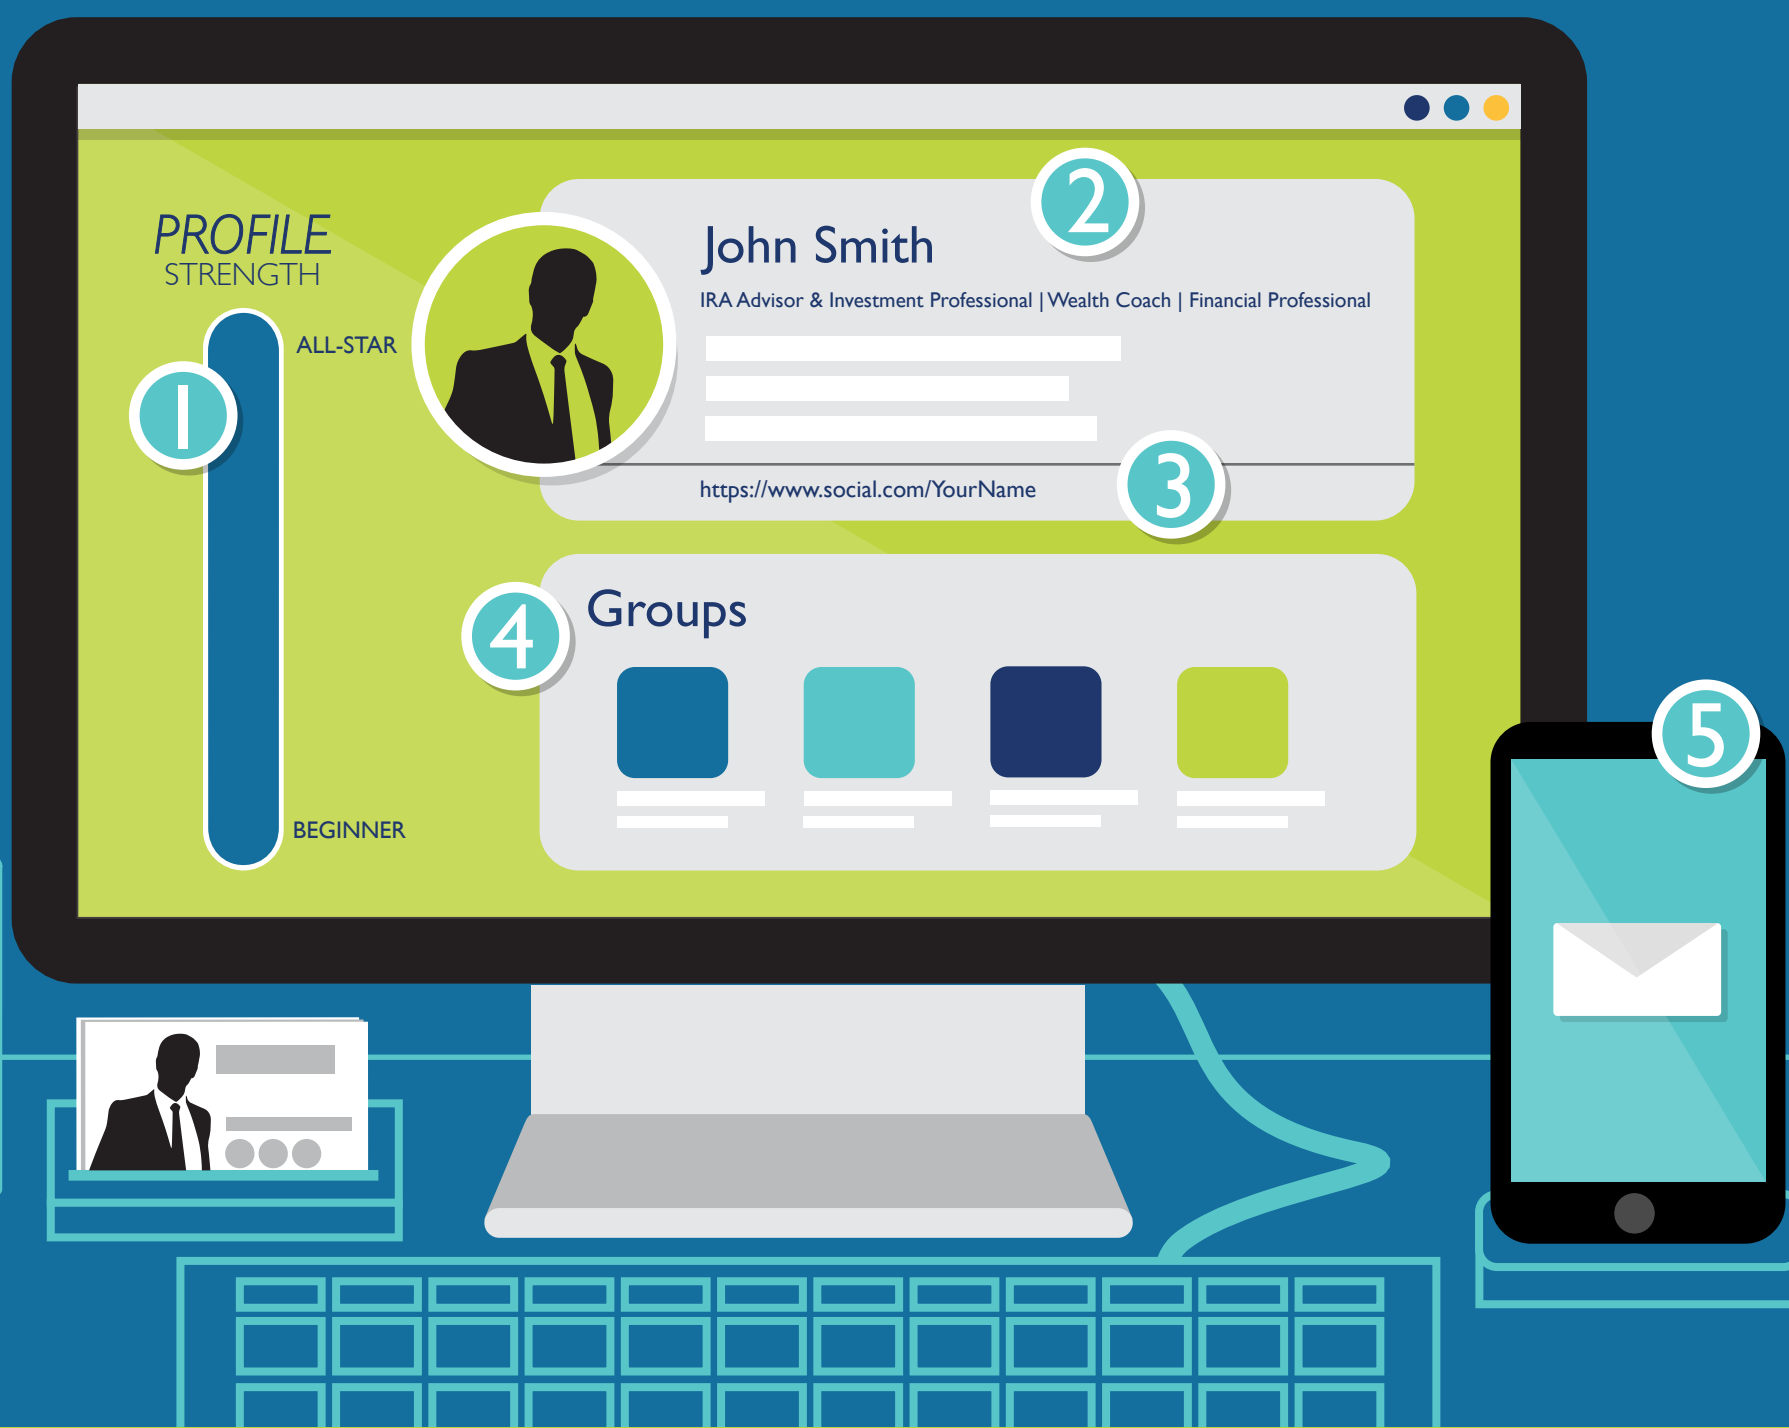 PROFILE
STRENGTH
ALL-STAR
1
BEGINNER
2
John Smith
IRA Advisor & Investment Professional | Wealth Coach | Financial Professional
https://www.social.com/YourName
3
4
Groups
5